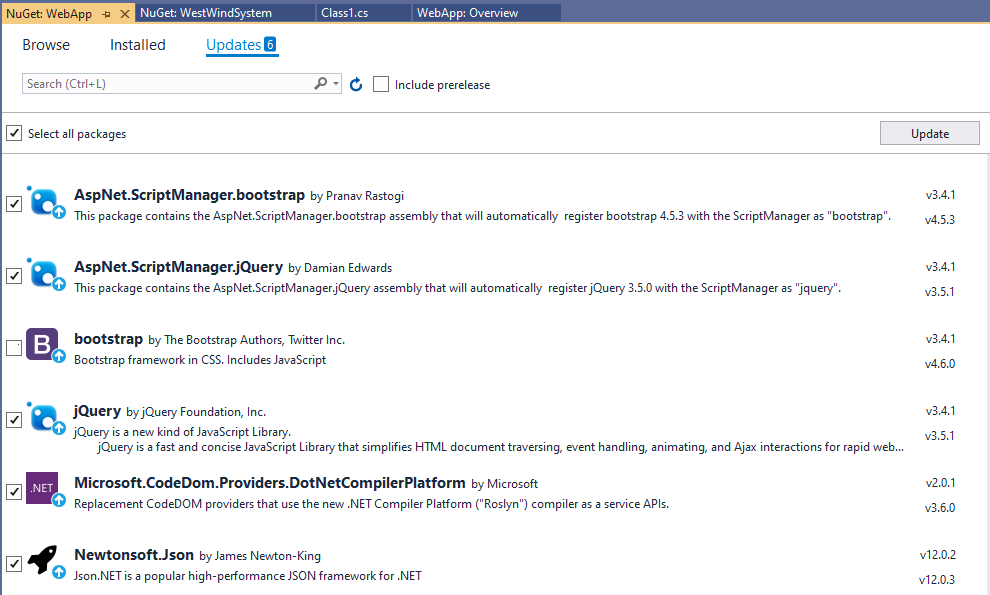 NuGet: WebApp
NuGet: WestWindSystem
Class1.cs
WebApp: Overview
Browse
Installed
Updates 6
Search (Ctrl+L)
Include prerelease
Select all packages
Update
AspNet.ScriptManager.bootstrap by Pranav Rastogi
v3.4.1
This package contains the AspNet.ScriptManager.bootstrap assembly that will automatically  register bootstrap 4.5.3 with the ScriptManager as "bootstrap".
v4.5.3
AspNet.ScriptManager.jQuery by Damian Edwards
v3.4.1
This package contains the AspNet.ScriptManager.jQuery assembly that will automatically  register jQuery 3.5.0 with the ScriptManager as "jquery".
v3.5.1
B
bootstrap by The Bootstrap Authors, Twitter Inc.
v3.4.1
Bootstrap framework in CSS. Includes JavaScript
v4.6.0
jQuery by jQuery Foundation, Inc.
v3.4.1
jQuery is a new kind of JavaScript Library.
v3.5.1
jQuery is a fast and concise JavaScript Library that simplifies HTML document traversing, event handling, animating, and Ajax interactions for rapid web...
.NET
Microsoft.CodeDom.Providers.DotNetCompilerPlatform by Microsoft
v2.0.1
Replacement CodeDOM providers that use the new .NET Compiler Platform ("Roslyn") compiler as a service APIs.
v3.6.0
Newtonsoft.Json by James Newton-King
v12.0.2
Json.NET is a popular high-performance JSON framework for .NET
v12.0.3